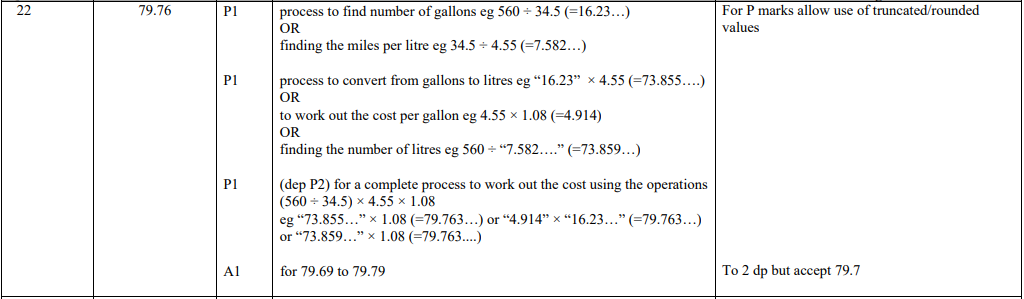 22 79.76 P1 process to find number of gallons eg 560 ÷ 34.5 (=16.23…) For P marks allow use of truncated/rounded
OR values
finding the miles per litre eg 34.5 ÷ 4.55 (=7.582…)
P1 process to convert from gallons to litres eg “16.23” × 4.55 (=73.855….)
OR
to work out the cost per gallon eg 4.55 × 1.08 (=4.914)
OR
finding the number of litres eg 560 ÷ “7.582….” (=73.859…)
P1 (dep P2) for a complete process to work out the cost using the operations
(560 ÷ 34.5) × 4.55 × 1.08
eg “73.855…” × 1.08 (=79.763…) or “4.914” × “16.23…” (=79.763…)
or “73.859…” × 1.08 (=79.763....)
A1 for 79.69 to 79.79 To 2 dp but accept 79.7